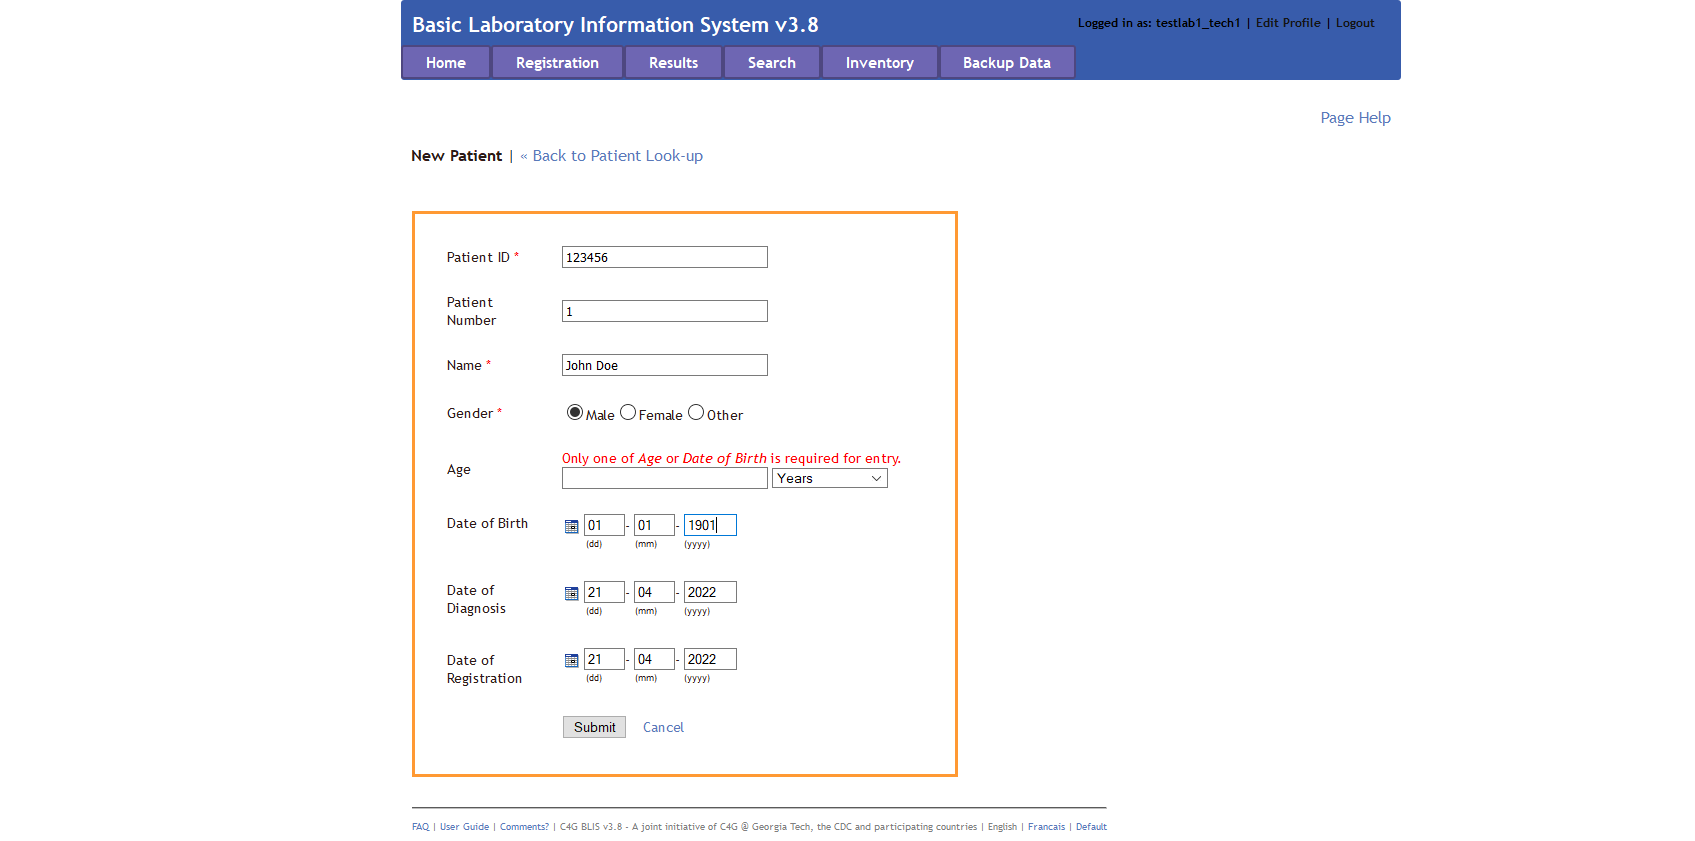 Basic Laboratory Information System v3.8
Logged in as: testlab1_tech1 | Edit Profile | Logout
Home Registration Results Search Inventory Backup Data
Page Help
New Patient | « Back to Patient Look-up
Patient ID * 123456
Patient
Number
1
Name * John Doe
Gender * Male Female Other
Only one of Age or Date of Birth is required for entry.
Age
Years
Date of Birth 01 - 01 - 1901
(dd) (mm) (yyyy)
Date of
Diagnosis
21 - 04 - 2022
(dd) (mm) (yyyy)
Date of
Registration
21 - 04 - 2022
(dd) (mm) (yyyy)
Submit Cancel
FAQ | User Guide | Comments? | C4G BLIS v3.8 - A joint initiative of C4G @ Georgia Tech, the CDC and participating countries | English | Francais | Default